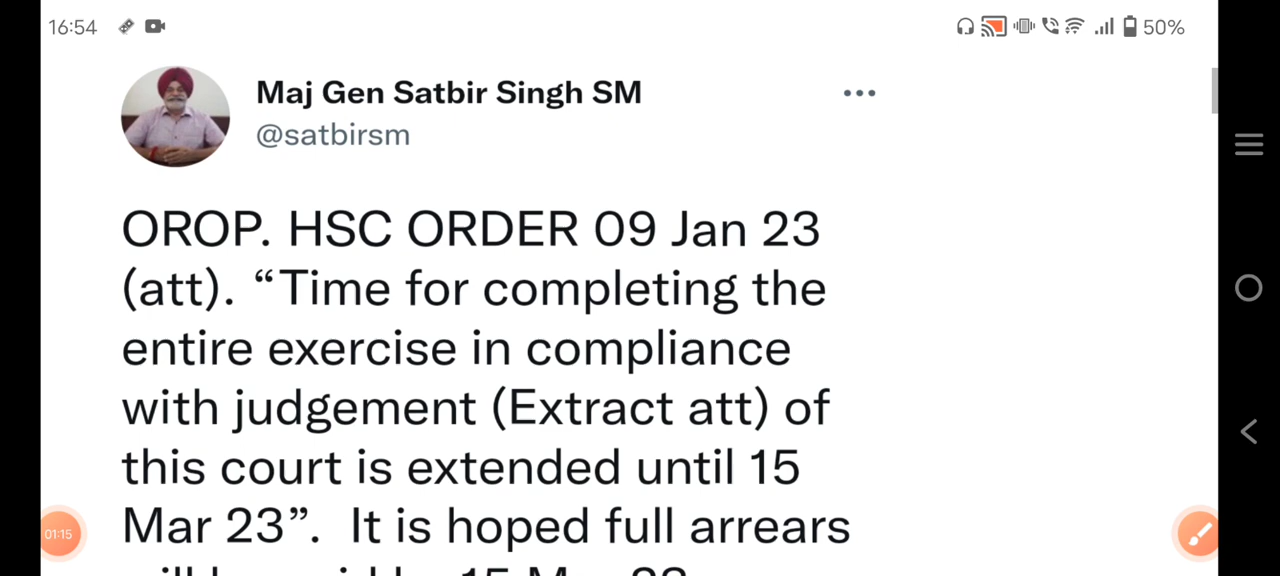 16:54
50%
Maj Gen Satbir Singh SM
@satbirsm
OROP. HSC ORDER 09 Jan 23
(att). “Time for completing the
entire exercise in compliance
with judgement (Extract att) of
this court is extended until 15
Mar 23”.  It is hoped full arrears
01:15